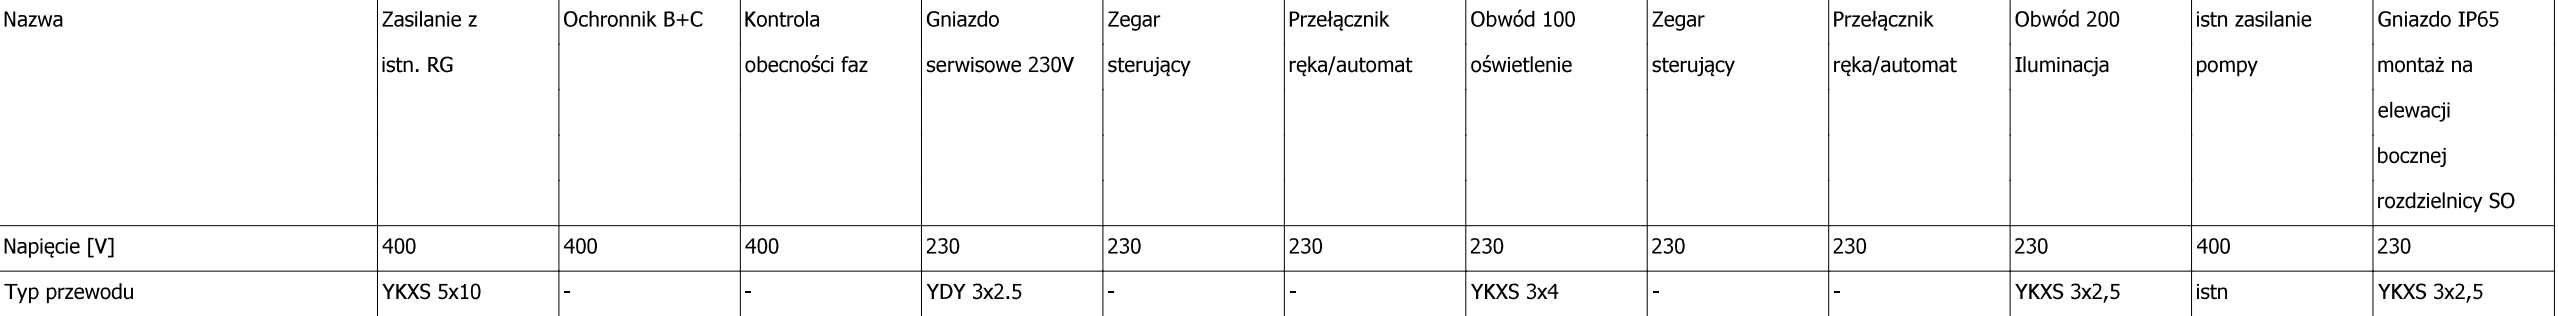 Nazwa Zasilanie z Ochronnik B+C Kontrola Gniazdo Zegar Przełącznik Obwód 100 Zegar Przełącznik Obwód 200 istn zasilanie Gniazdo IP65
istn. RG obecności faz serwisowe 230V sterujący ręka/automat oświetlenie sterujący ręka/automat Iluminacja pompy montaż na
elewacji
bocznej
rozdzielnicy SO
Napięcie [V] 400 400 400 230 230 230 230 230 230 230 400 230
Typ przewodu YKXS 5x10 - - YDY 3x2.5 - - YKXS 3x4 - - YKXS 3x2,5 istn YKXS 3x2,5